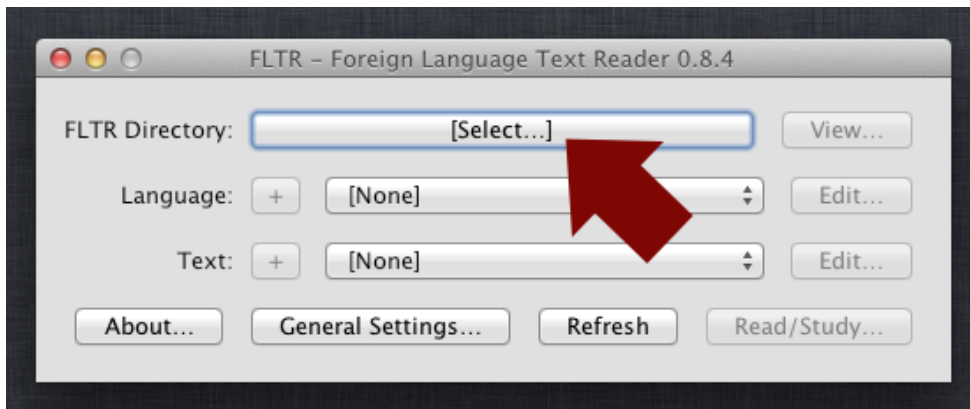 FLTR – Foreign Language Text Reader 0.8.4
FLTR Directory: [Select...] View...
Language: + [None] Edit...
Text: + [None] Edit...
About... General Settings... Refresh Read/Study...